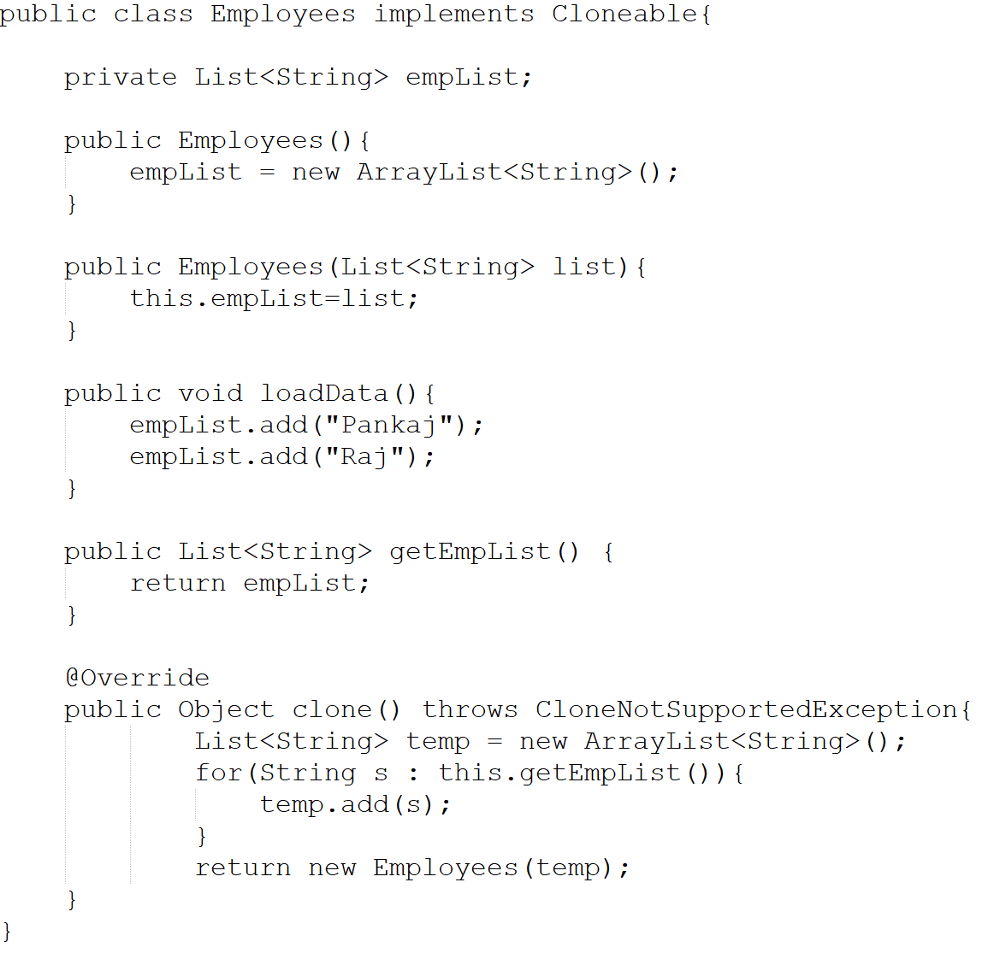 public class Employees implements Cloneable{

    private List<String> empList;

    public Employees(){
        empList = new ArrayList<String>();
    }

    public Employees(List<String> list){
        this.empList=list;
    }

    public void loadData(){
        empList.add("Pankaj");
        empList.add("Raj");
    }

    public List<String> getEmpList() {
        return empList;
    }

    @Override
    public Object clone() throws CloneNotSupportedException{
            List<String> temp = new ArrayList<String>();
            for(String s : this.getEmpList()){
                temp.add(s);
            }
            return new Employees(temp);
    }
}